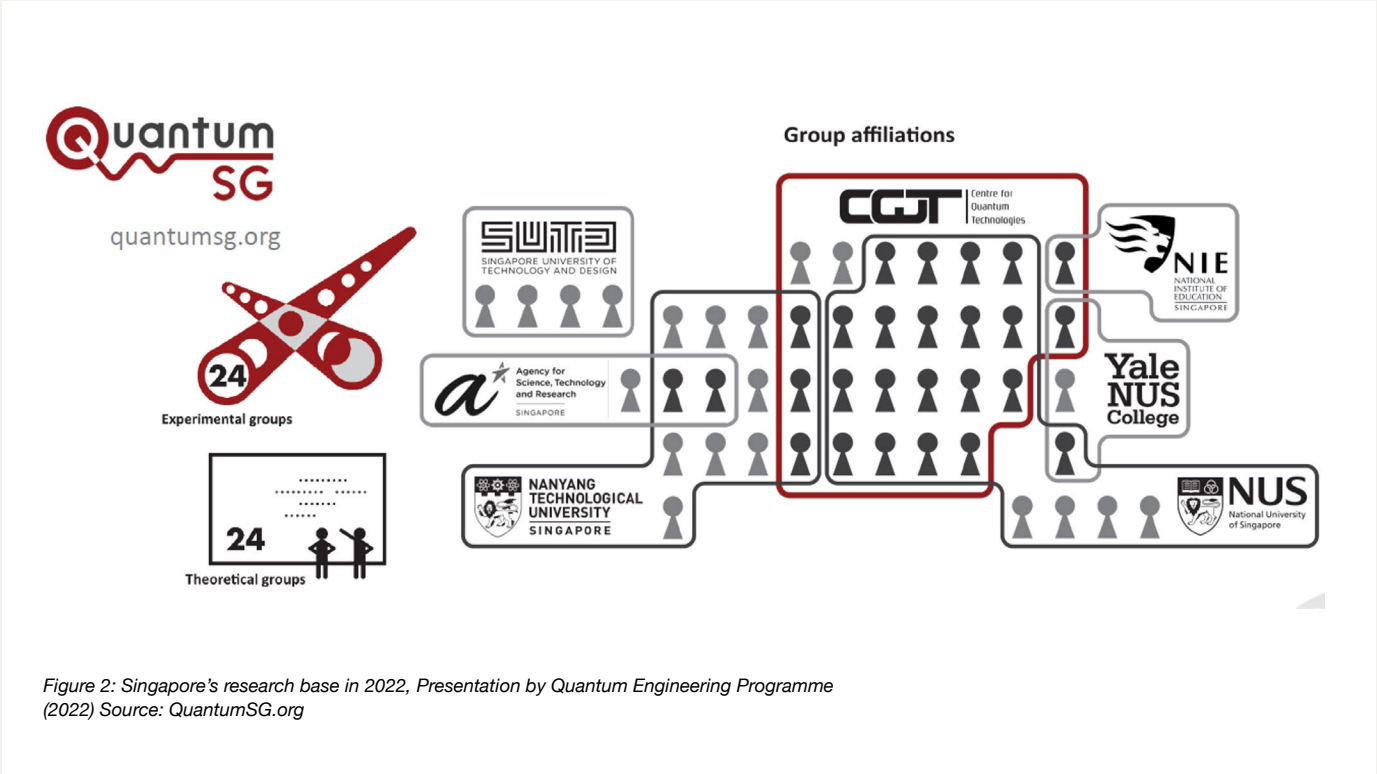 Quantum
SG
quantumsg.org
24
Experimental groups
24
Theoretical groups
Group affiliations
CQT
Centre for
Quantum
Technologies
SUTD
SINGAPORE UNIVERSITY OF
TECHNOLOGY AND DESIGN
NIE
NATIONAL
INSTITUTE OF
EDUCATION
SINGAPORE
a
Agency for
Science, Technology
and Research
SINGAPORE
Yale
NUS
College
NANYANG
TECHNOLOGICAL
UNIVERSITY
SINGAPORE
NUS
National University
of Singapore
Figure 2: Singapore’s research base in 2022, Presentation by Quantum Engineering Programme
(2022) Source: QuantumSG.org